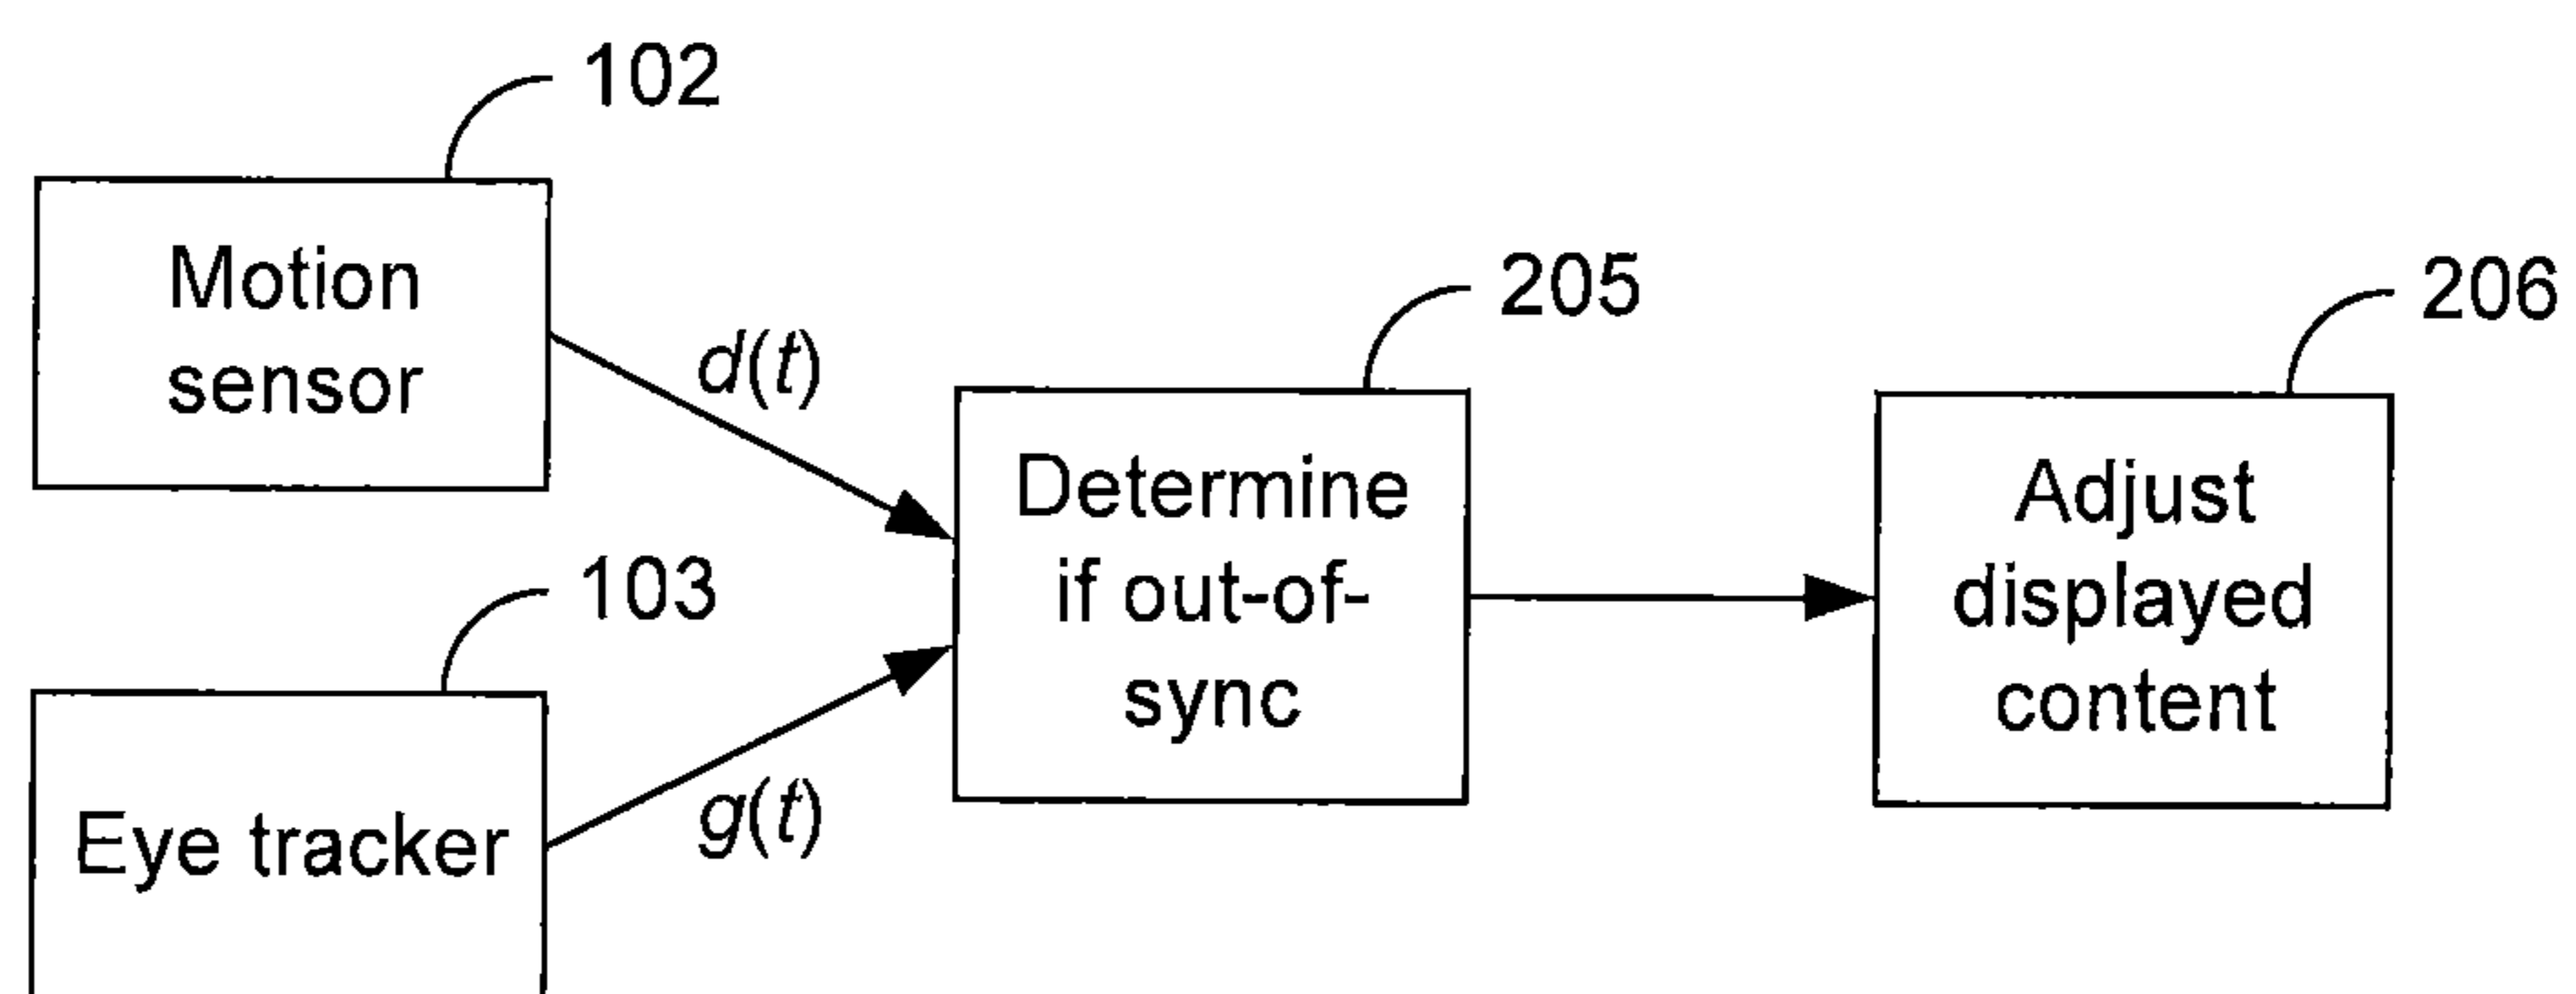 102
Motion
sensor
d(t)
205
206
Determine
if out-of-
sync
Adjust
displayed
content
103
Eye tracker
g(t)